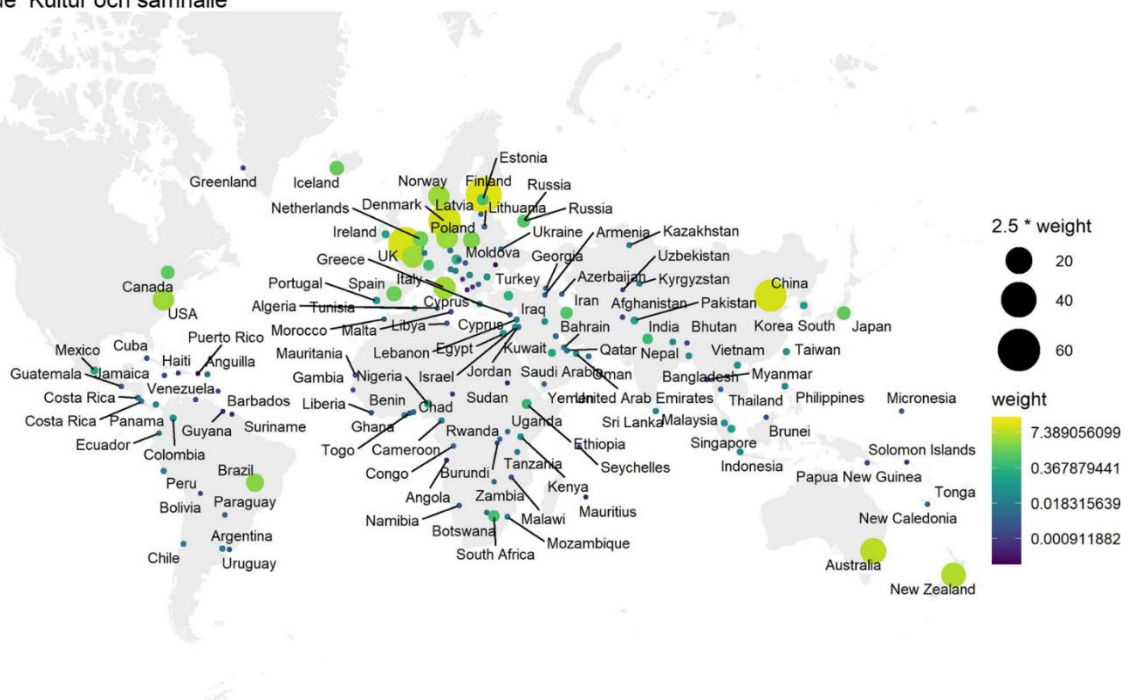 Kultur och samhälle
Estonia
Greenland
Iceland
Norway
Finland
Russia
Netherlands
Denmark
Latvia
Lithuania
Russia
Ireland
Poland
Ukraine
Armenia
Kazakhstan
Greece
UK
Moldova
Georgia
Uzbekistan
Canada
Portugal
Spain
Italy
Turkey
Azerbaijan
Kyrgyzstan
China
USA
Algeria
Tunisia
Cyprus
Iraq
Iran
Afghanistan
Pakistan
Morocco
Malta
Libya
Cyprus
Bahrain
India
Bhutan
Korea South
Japan
Puerto Rico
Mexico
Cuba
Haiti
Anguilla
Mauritania
Lebanon
Egypt
Kuwait
Qatar
Nepal
Vietnam
Taiwan
Guatemala
Jamaica
Gambia
Nigeria
Israel
Jordan
Saudi Arabia
Oman
Bangladesh
Myanmar
Costa Rica
Venezuela
Barbados
Liberia
Benin
Chad
Sudan
Yemen
United Arab Emirates
Thailand
Philippines
Micronesia
Costa Rica
Panama
Guyana
Suriname
Ghana
Rwanda
Uganda
Sri Lanka
Malaysia
Brunei
Ecuador
Colombia
Togo
Cameroon
Ethiopia
Singapore
Solomon Islands
Brazil
Congo
Burundi
Tanzania
Seychelles
Indonesia
Papua New Guinea
Peru
Kenya
Bolivia
Paraguay
Angola
Zambia
Mauritius
Tonga
Namibia
Malawi
New Caledonia
Argentina
Botswana
Mozambique
Chile
Uruguay
South Africa
Australia
New Zealand
2.5 * weight
20
40
60
weight
7.389056099
0.367879441
0.018315639
0.000911882